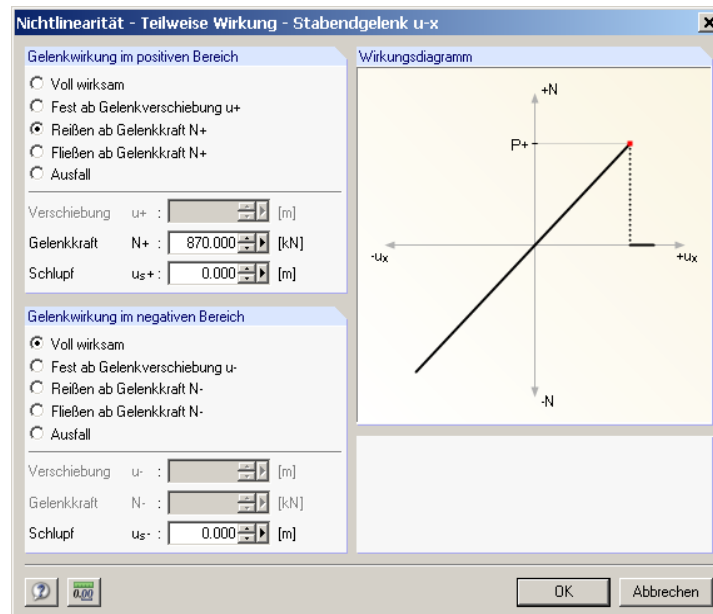 Nichtlinearität - Teilweise Wirkung - Stabendgelenk u-x
Gelenkwirkung im positiven Bereich
Voll wirksam
Fest ab Gelenkverschiebung u+
Reißen ab Gelenkkraft N+
Fließen ab Gelenkkraft N+
Ausfall
Verschiebung u+ : [m]
Gelenkkraft N+ : 870.000 [kN]
Schlupf us+ : 0.000 [m]
Gelenkwirkung im negativen Bereich
Voll wirksam
Fest ab Gelenkverschiebung u-
Reißen ab Gelenkkraft N-
Fließen ab Gelenkkraft N-
Ausfall
Verschiebung u- : [m]
Gelenkkraft N- : [kN]
Schlupf us- : 0.000 [m]
Wirkungsdiagramm
+N
P+
-ux
+ux
-N
0.00
OK
Abbrechen